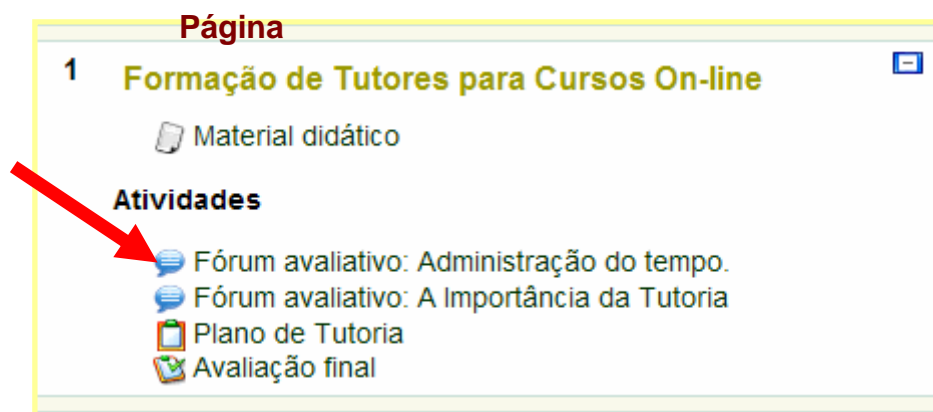 Página
1 Formação de Tutores para Cursos On-line
Material didático
Atividades
Fórum avaliativo: Administração do tempo.
Fórum avaliativo: A Importância da Tutoria
Plano de Tutoria
Avaliação final